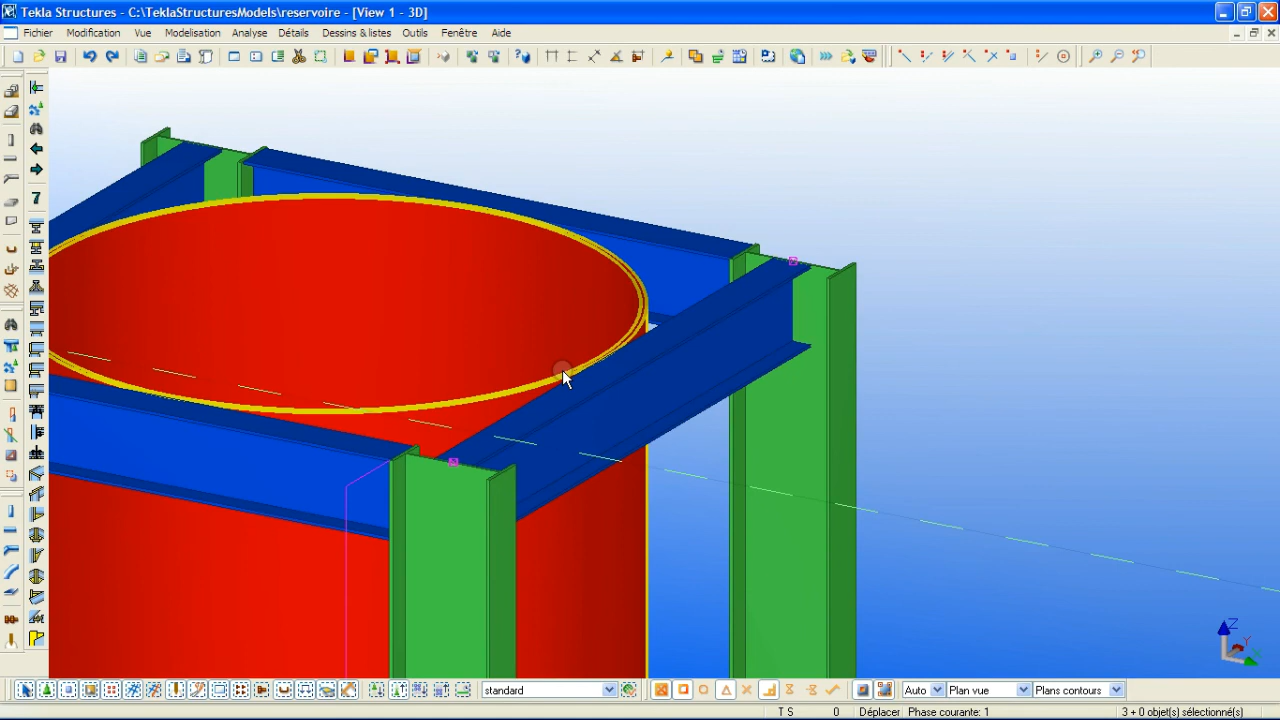 Tekla Structures - C:\TeklaStructuresModels\reservoire - [View 1 - 3D]
Fichier Modification Vue Modelisation Analyse Détails Dessins & listes Outils Fenêtre Aide
7
Z
Y
X
standard
Auto
Plan vue
Plans contours
T S 0 Déplacer Phase courante: 1 3 + 0 objet(s) sélectionné(s)